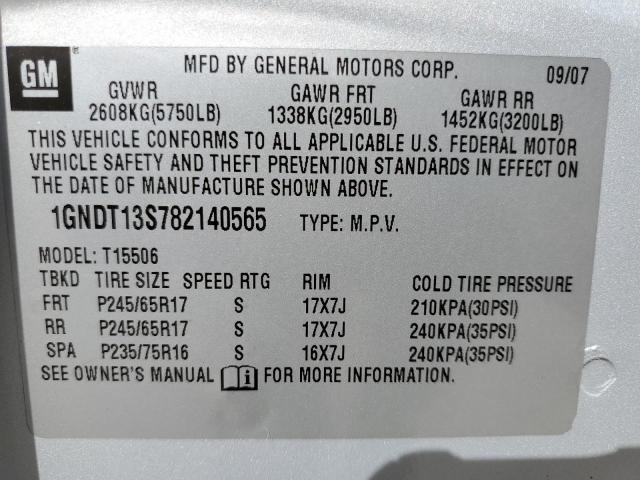 GM ®
MFD BY GENERAL MOTORS CORP. 09/07
GVWR GAWR FRT GAWR RR
2608KG(5750LB) 1338KG(2950LB) 1452KG(3200LB)
THIS VEHICLE CONFORMS TO ALL APPLICABLE U.S. FEDERAL MOTOR
VEHICLE SAFETY AND THEFT PREVENTION STANDARDS IN EFFECT ON
THE DATE OF MANUFACTURE SHOWN ABOVE.
1GNDT13S782140565 TYPE: M.P.V.
MODEL: T15506
TBKD TIRE SIZE SPEED RTG RIM COLD TIRE PRESSURE
FRT P245/65R17 S 17X7J 210KPA(30PSI)
RR P245/65R17 S 17X7J 240KPA(35PSI)
SPA P235/75R16 S 16X7J 240KPA(35PSI)
SEE OWNER'S MANUAL i FOR MORE INFORMATION.